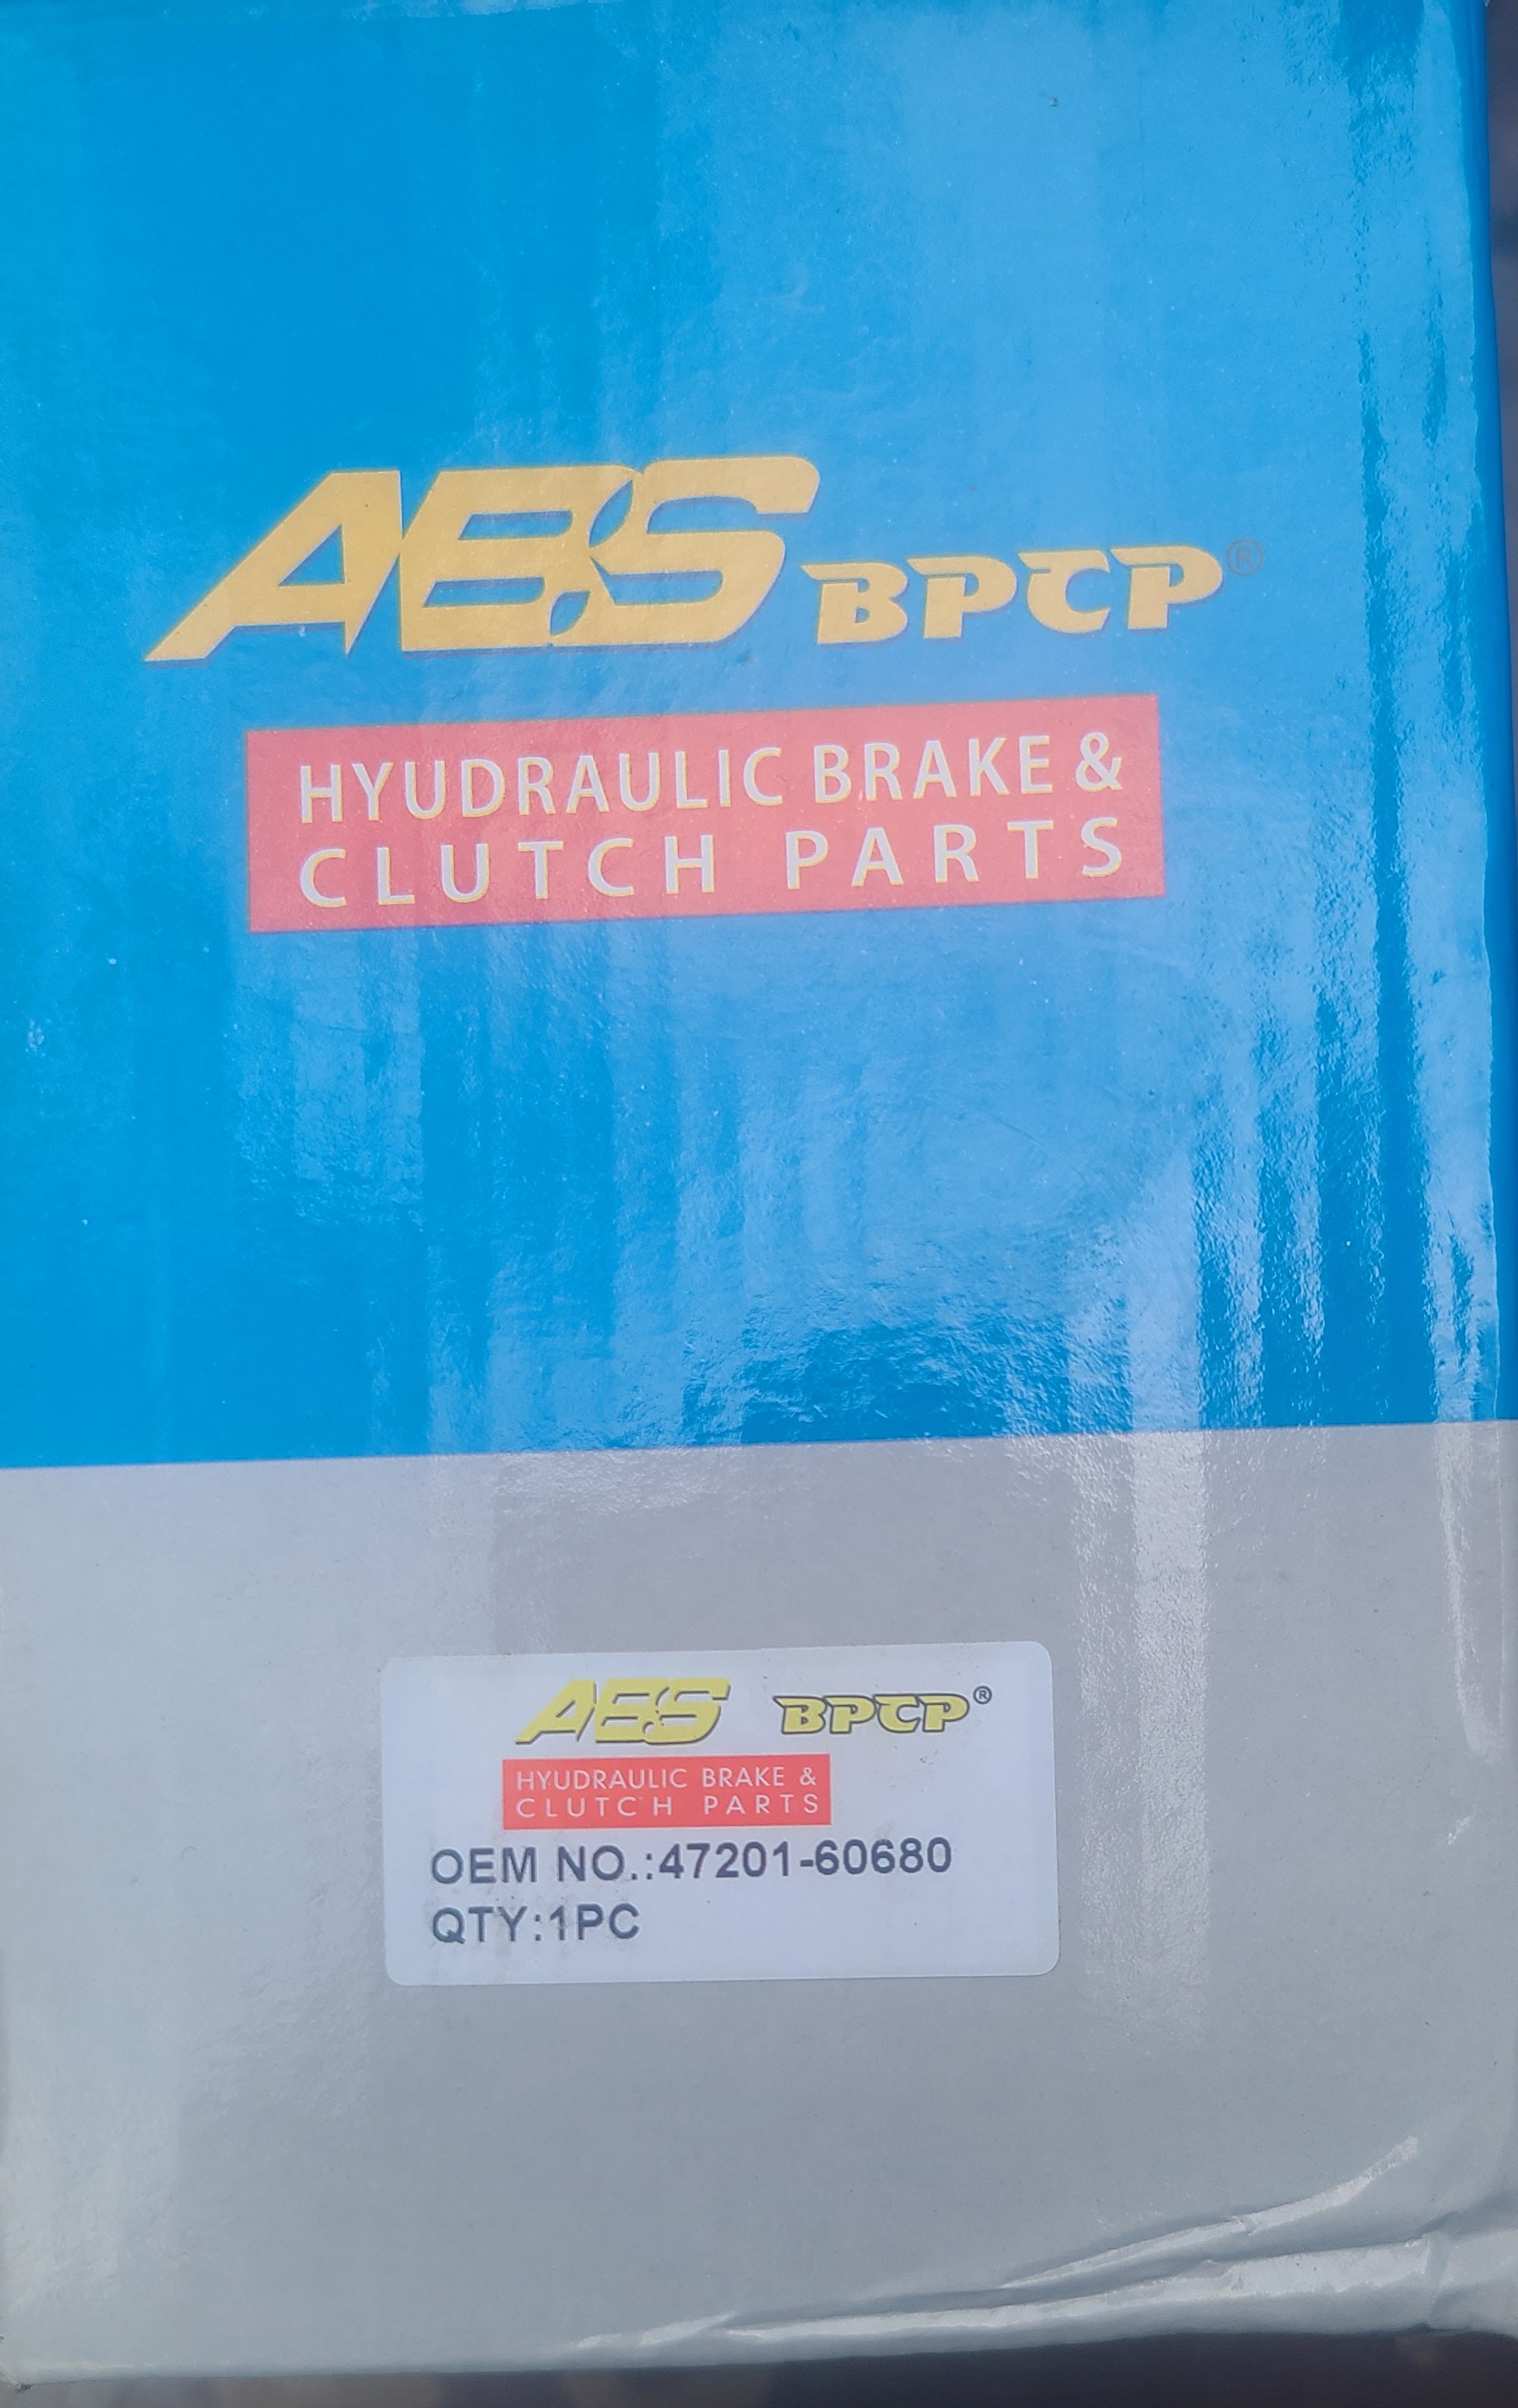 ABS BPCP®
HYUDRAULIC BRAKE &
CLUTCH PARTS
ABS BPCP®
HYUDRAULIC BRAKE &
CLUTCH PARTS
OEM NO.:47201-60680
QTY:1PC